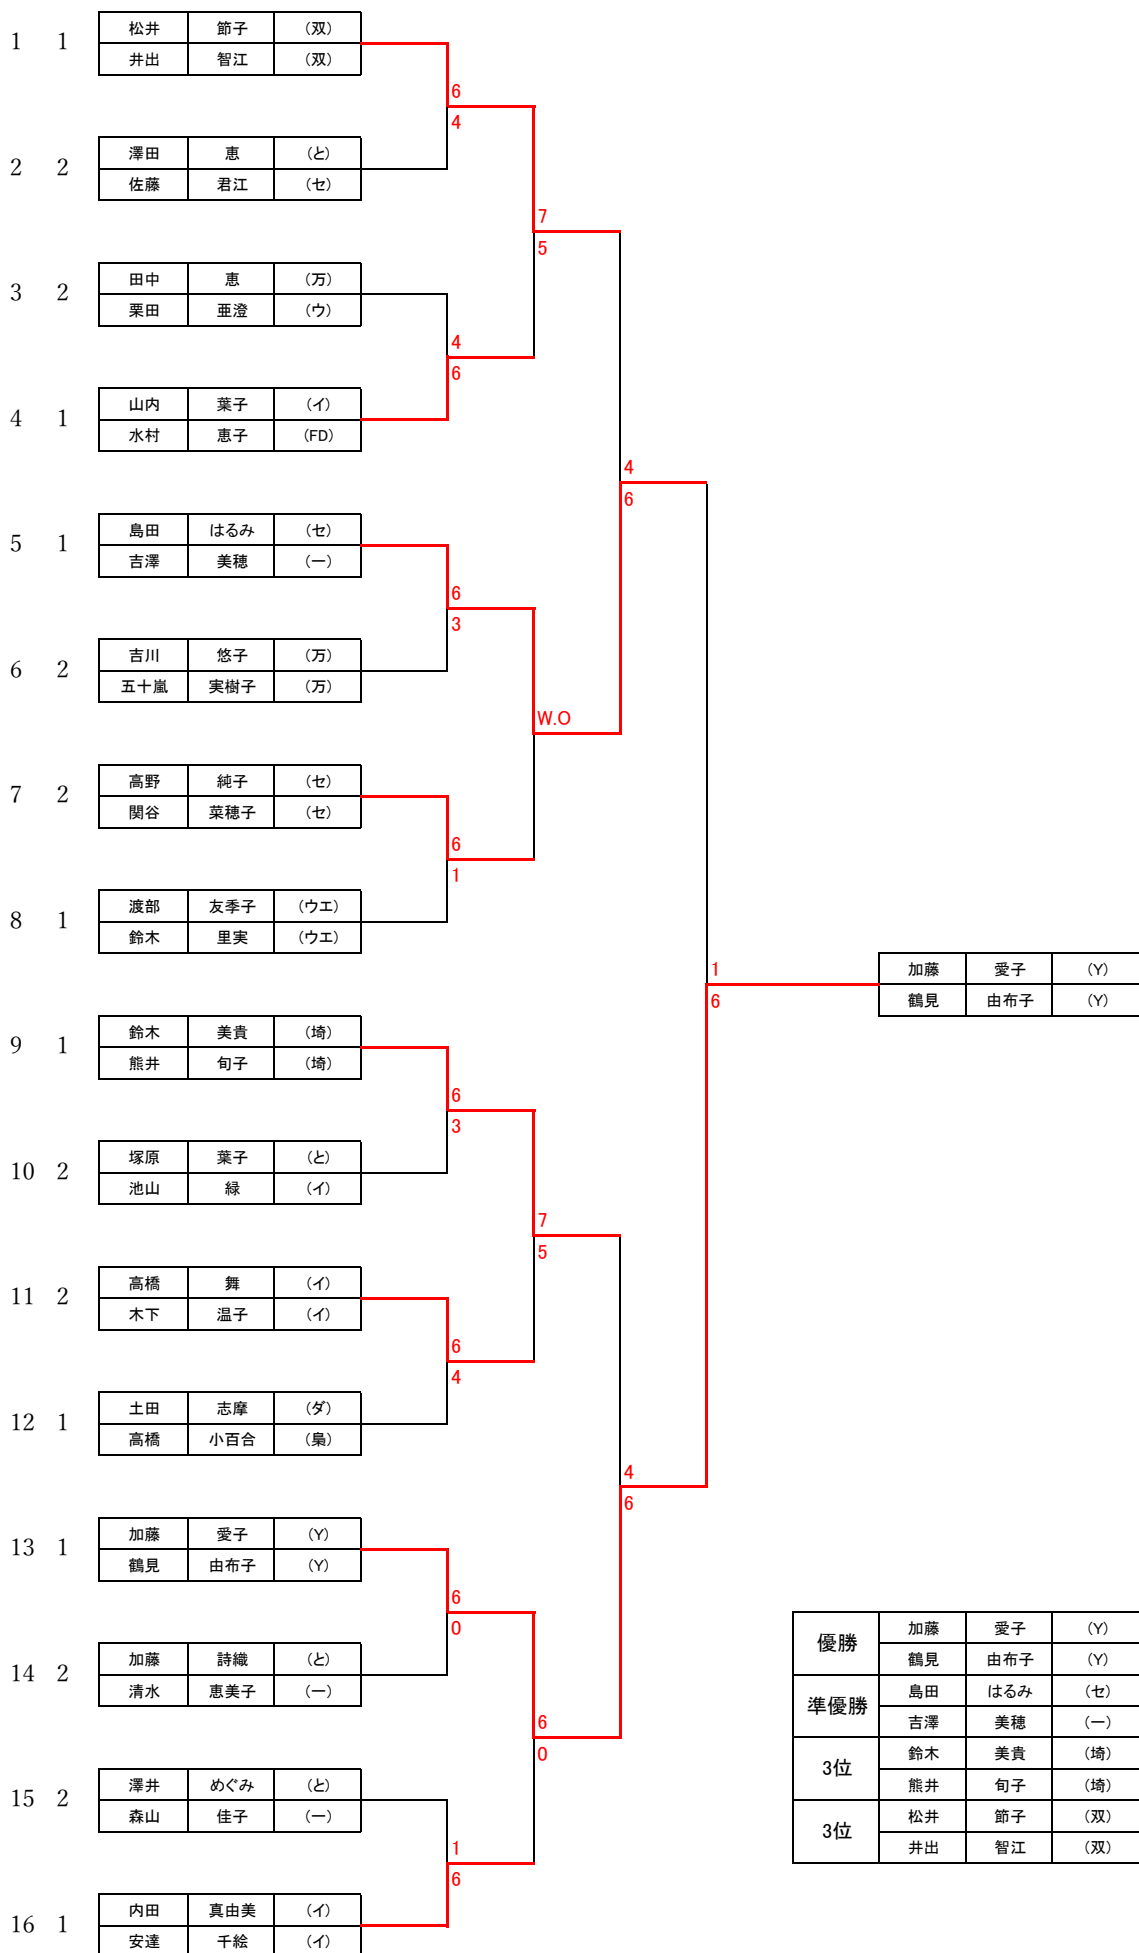 1 1 松井 節子 (双)
井出 智江 (双)
6
4
2 2 澤田 恵 (と)
佐藤 君江 (セ)
7
5
3 2 田中 恵 (万)
栗田 亜澄 (ウ)
4
6
4 1 山内 葉子 (イ)
水村 恵子 (FD)
4
6
5 1 島田 はるみ (セ)
吉澤 美穂 (一)
6
3
6 2 吉川 悠子 (万)
五十嵐 実樹子 (万)
W.O
7 2 高野 純子 (セ)
関谷 菜穂子 (セ)
6
1
8 1 渡部 友季子 (ウエ)
鈴木 里実 (ウエ)
1 加藤 愛子 (Y)
6 鶴見 由布子 (Y)
9 1 鈴木 美貴 (埼)
熊井 旬子 (埼)
6
3
10 2 塚原 葉子 (と)
池山 緑 (イ)
7
5
11 2 高橋 舞 (イ)
木下 温子 (イ)
6
4
12 1 土田 志摩 (ダ)
高橋 小百合 (梟)
4
6
13 1 加藤 愛子 (Y)
鶴見 由布子 (Y)
6
0
14 2 加藤 詩織 (と)
清水 恵美子 (一)
6
0
15 2 澤井 めぐみ (と)
森山 佳子 (一)
1
6
16 1 内田 真由美 (イ)
安達 千絵 (イ)
優勝 加藤 愛子 (Y)
鶴見 由布子 (Y)
準優勝 島田 はるみ (セ)
吉澤 美穂 (一)
3位 鈴木 美貴 (埼)
熊井 旬子 (埼)
3位 松井 節子 (双)
井出 智江 (双)